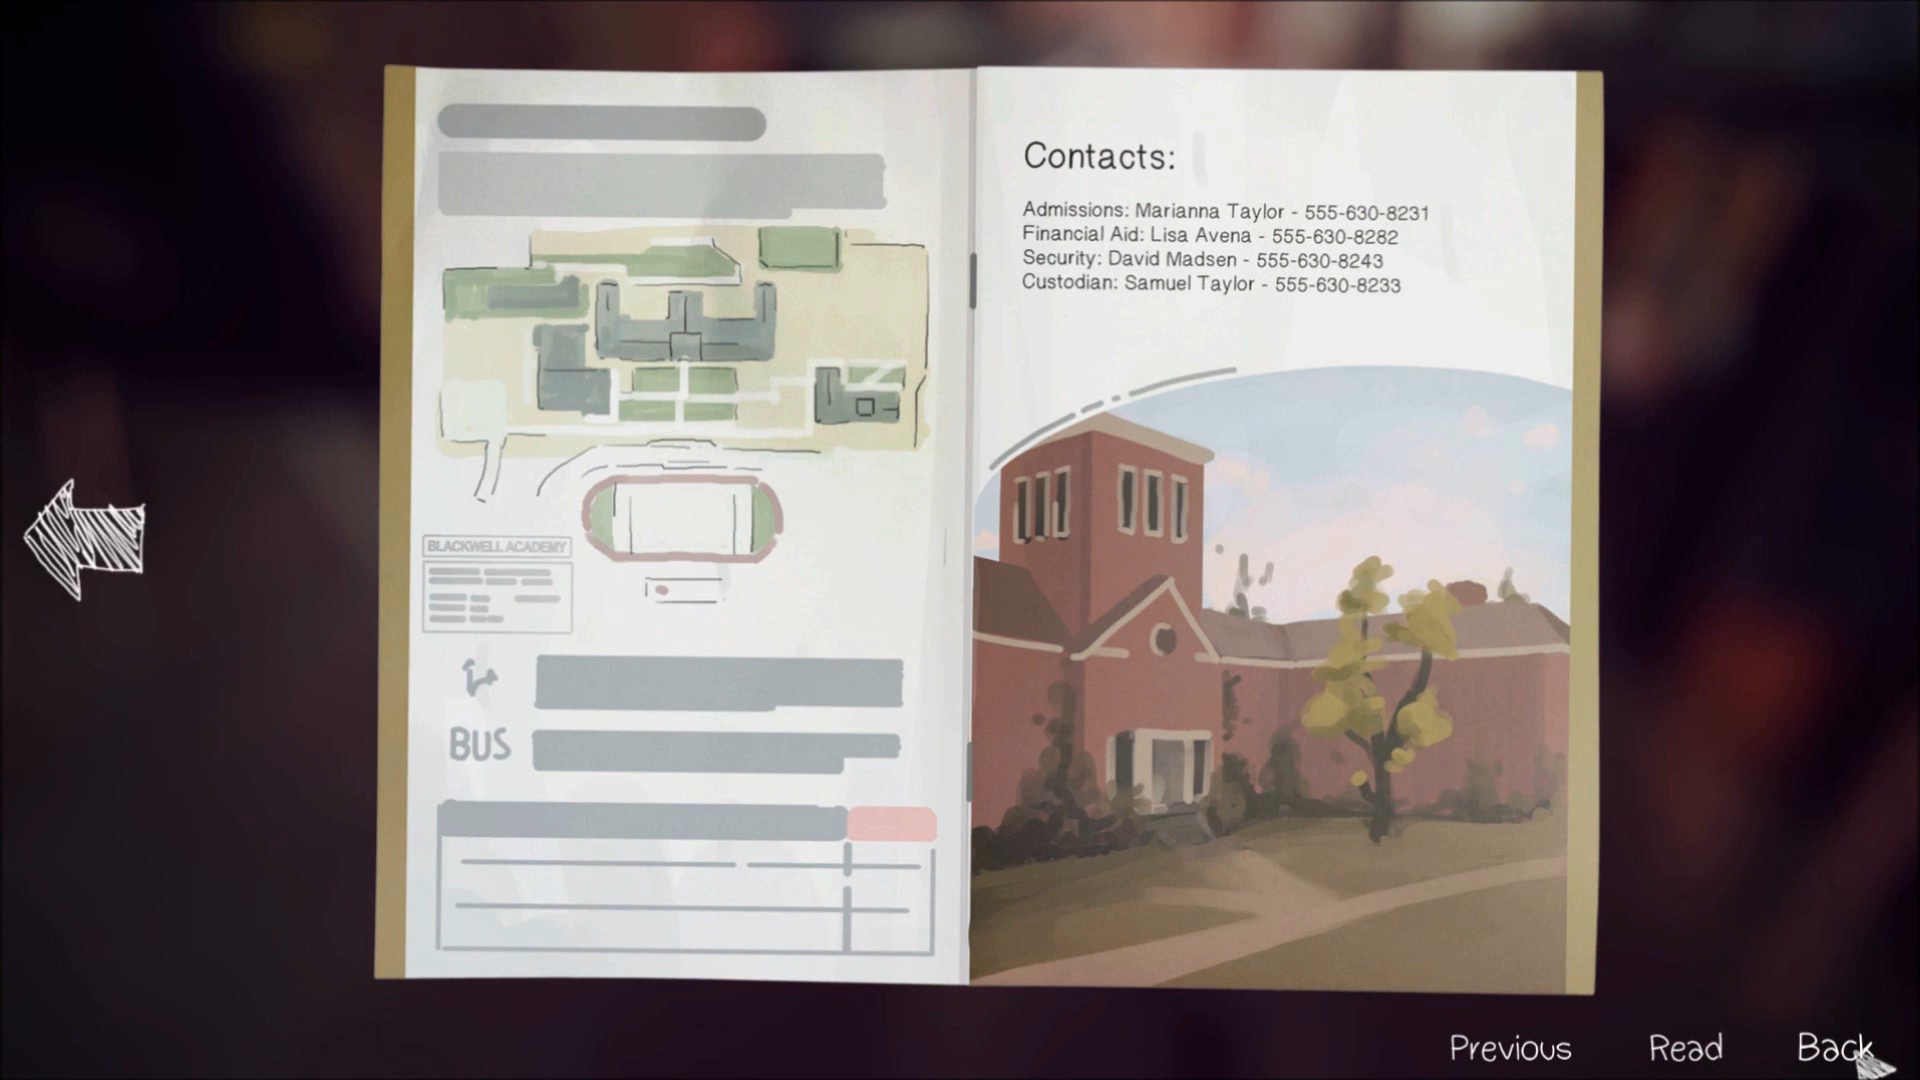 BLACKWELL ACADEMY
BUS
Contacts:
Admissions: Marianna Taylor - 555-630-8231
Financial Aid: Lisa Avena - 555-630-8282
Security: David Madsen - 555-630-8243
Custodian: Samuel Taylor - 555-630-8233
Previous
Read
Back